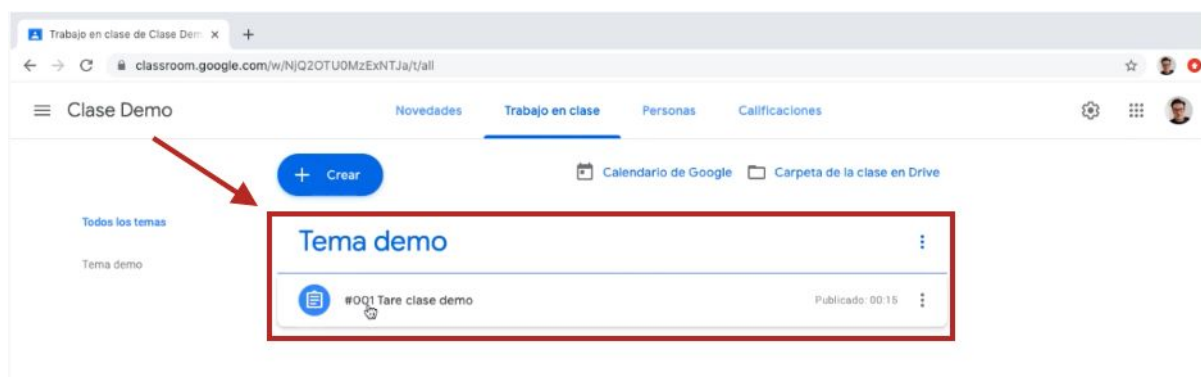 Trabajo en clase de Clase Dem
classroom.google.com/w/NjQ2OTU0MzExNTJa/t/all
Clase Demo
Novedades
Trabajo en clase
Personas
Calificaciones
Crear
Calendario de Google
Carpeta de la clase en Drive
Todos los temas
Tema demo
Tema demo
#001 Tare clase demo
Publicado: 00:15